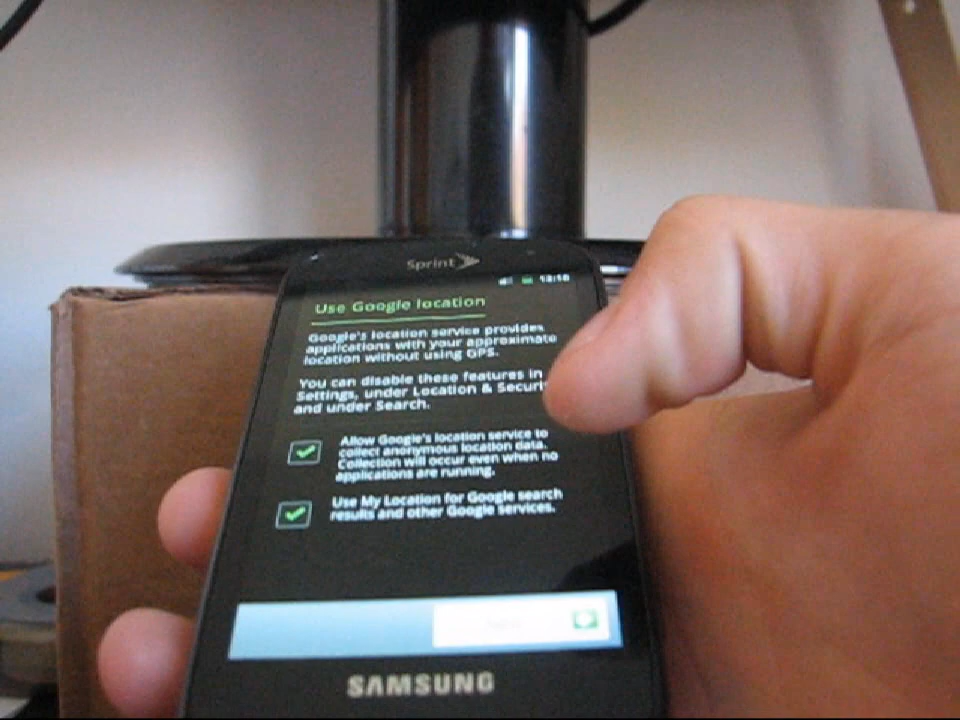 Sprint
12:18
Use Google location
Google's location service provides
applications with your approximate
location without using GPS.
You can disable these features in
Settings, under Location & Securi
and under Search.
Allow Google's location service to
collect anonymous location data.
Collection will occur even when no
applications are running.
Use My Location for Google search
results and other Google services.
SAMSUNG